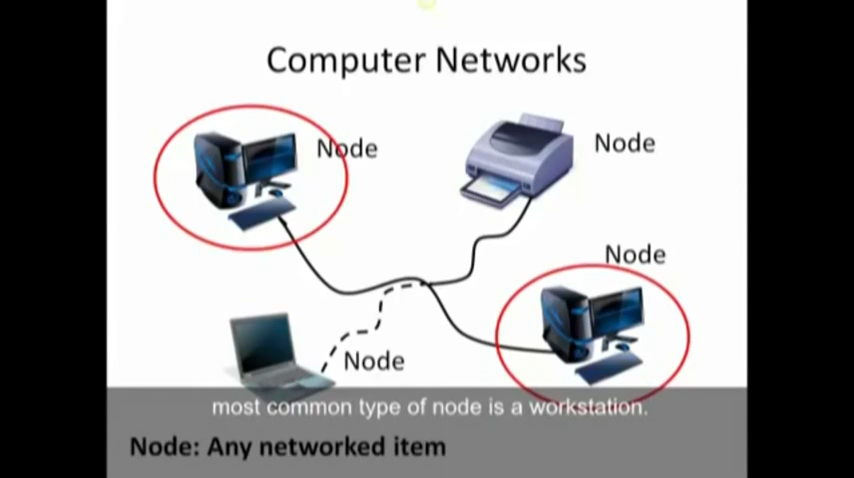 Computer Networks
Node
Node
Node
Node
most common type of node is a workstation.
Node: Any networked item